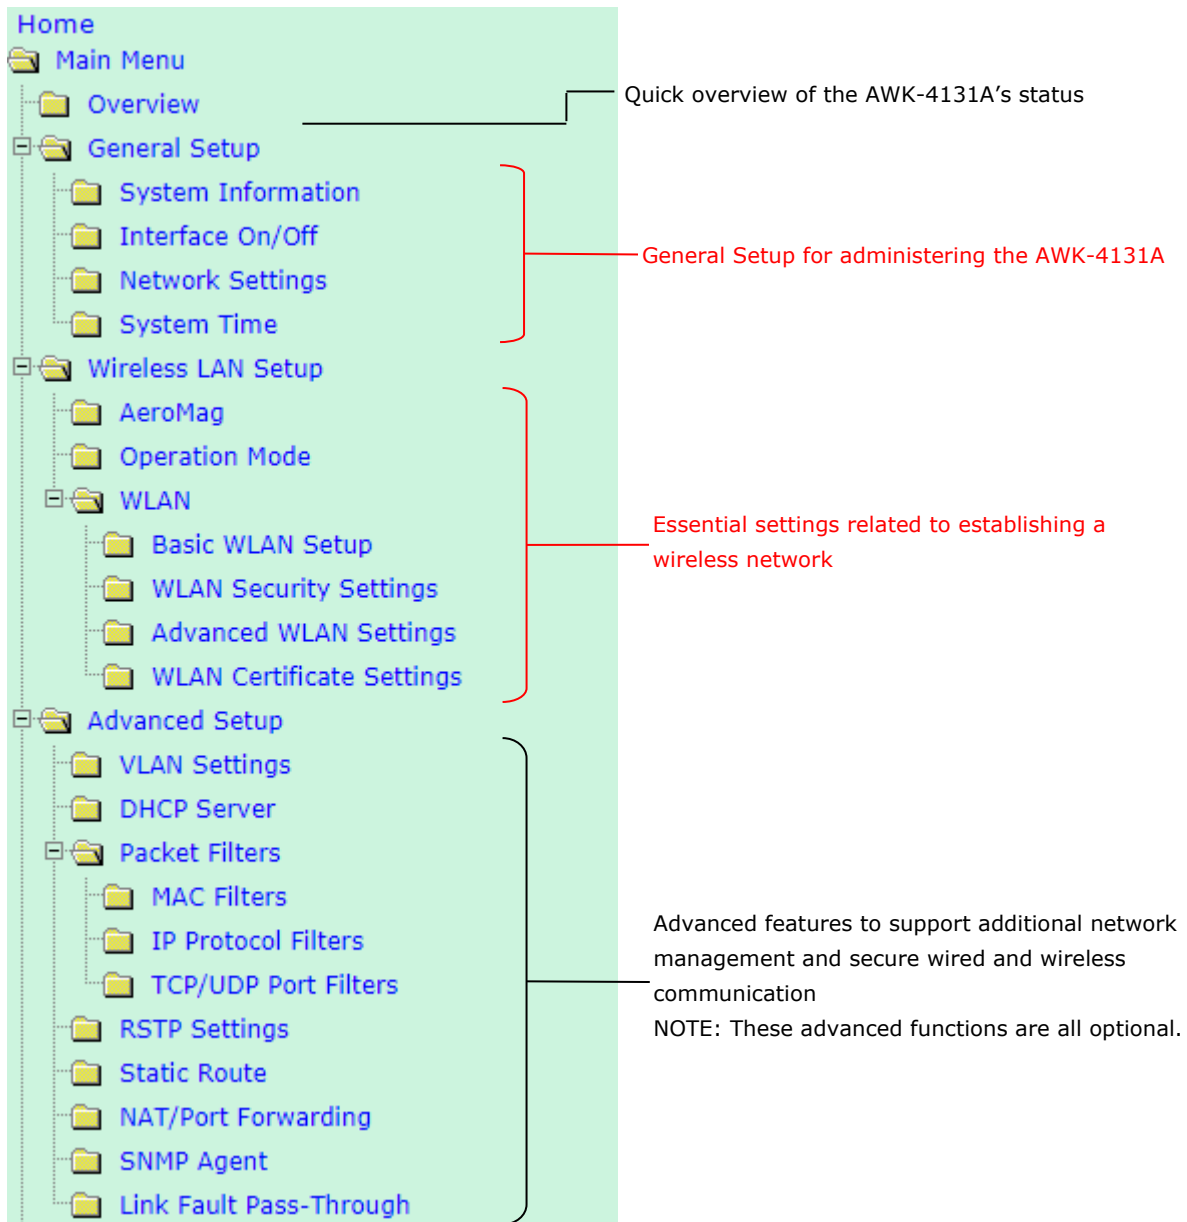 Home
Main Menu
Overview
Quick overview of the AWK-4131A’s status
General Setup
System Information
Interface On/Off
Network Settings
System Time
General Setup for administering the AWK-4131A
Wireless LAN Setup
AeroMag
Operation Mode
WLAN
Basic WLAN Setup
WLAN Security Settings
Advanced WLAN Settings
WLAN Certificate Settings
Essential settings related to establishing a
wireless network
Advanced Setup
VLAN Settings
DHCP Server
Packet Filters
MAC Filters
IP Protocol Filters
TCP/UDP Port Filters
RSTP Settings
Static Route
NAT/Port Forwarding
SNMP Agent
Link Fault Pass-Through
Advanced features to support additional network
management and secure wired and wireless
communication
NOTE: These advanced functions are all optional.